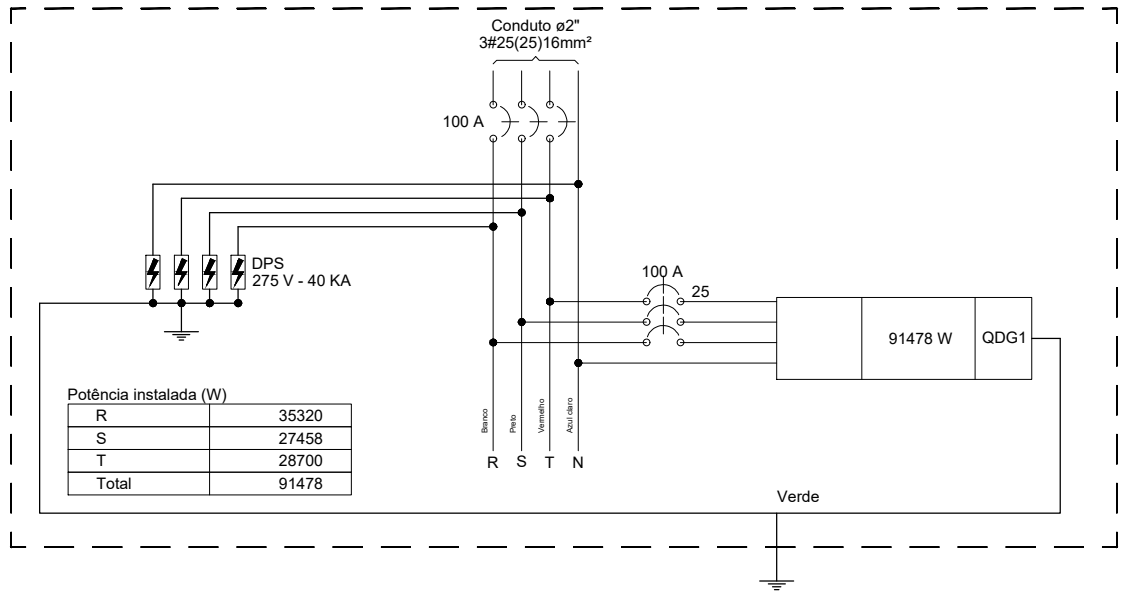 Conduto ø2"
3#25(25)16mm²
100 A
DPS
275 V - 40 KA
100 A
25
91478 W
QDG1
Potência instalada (W)
R 35320
S 27458
T 28700
Total 91478
Branco
Preto
Vermelho
Azul claro
R S T N
Verde